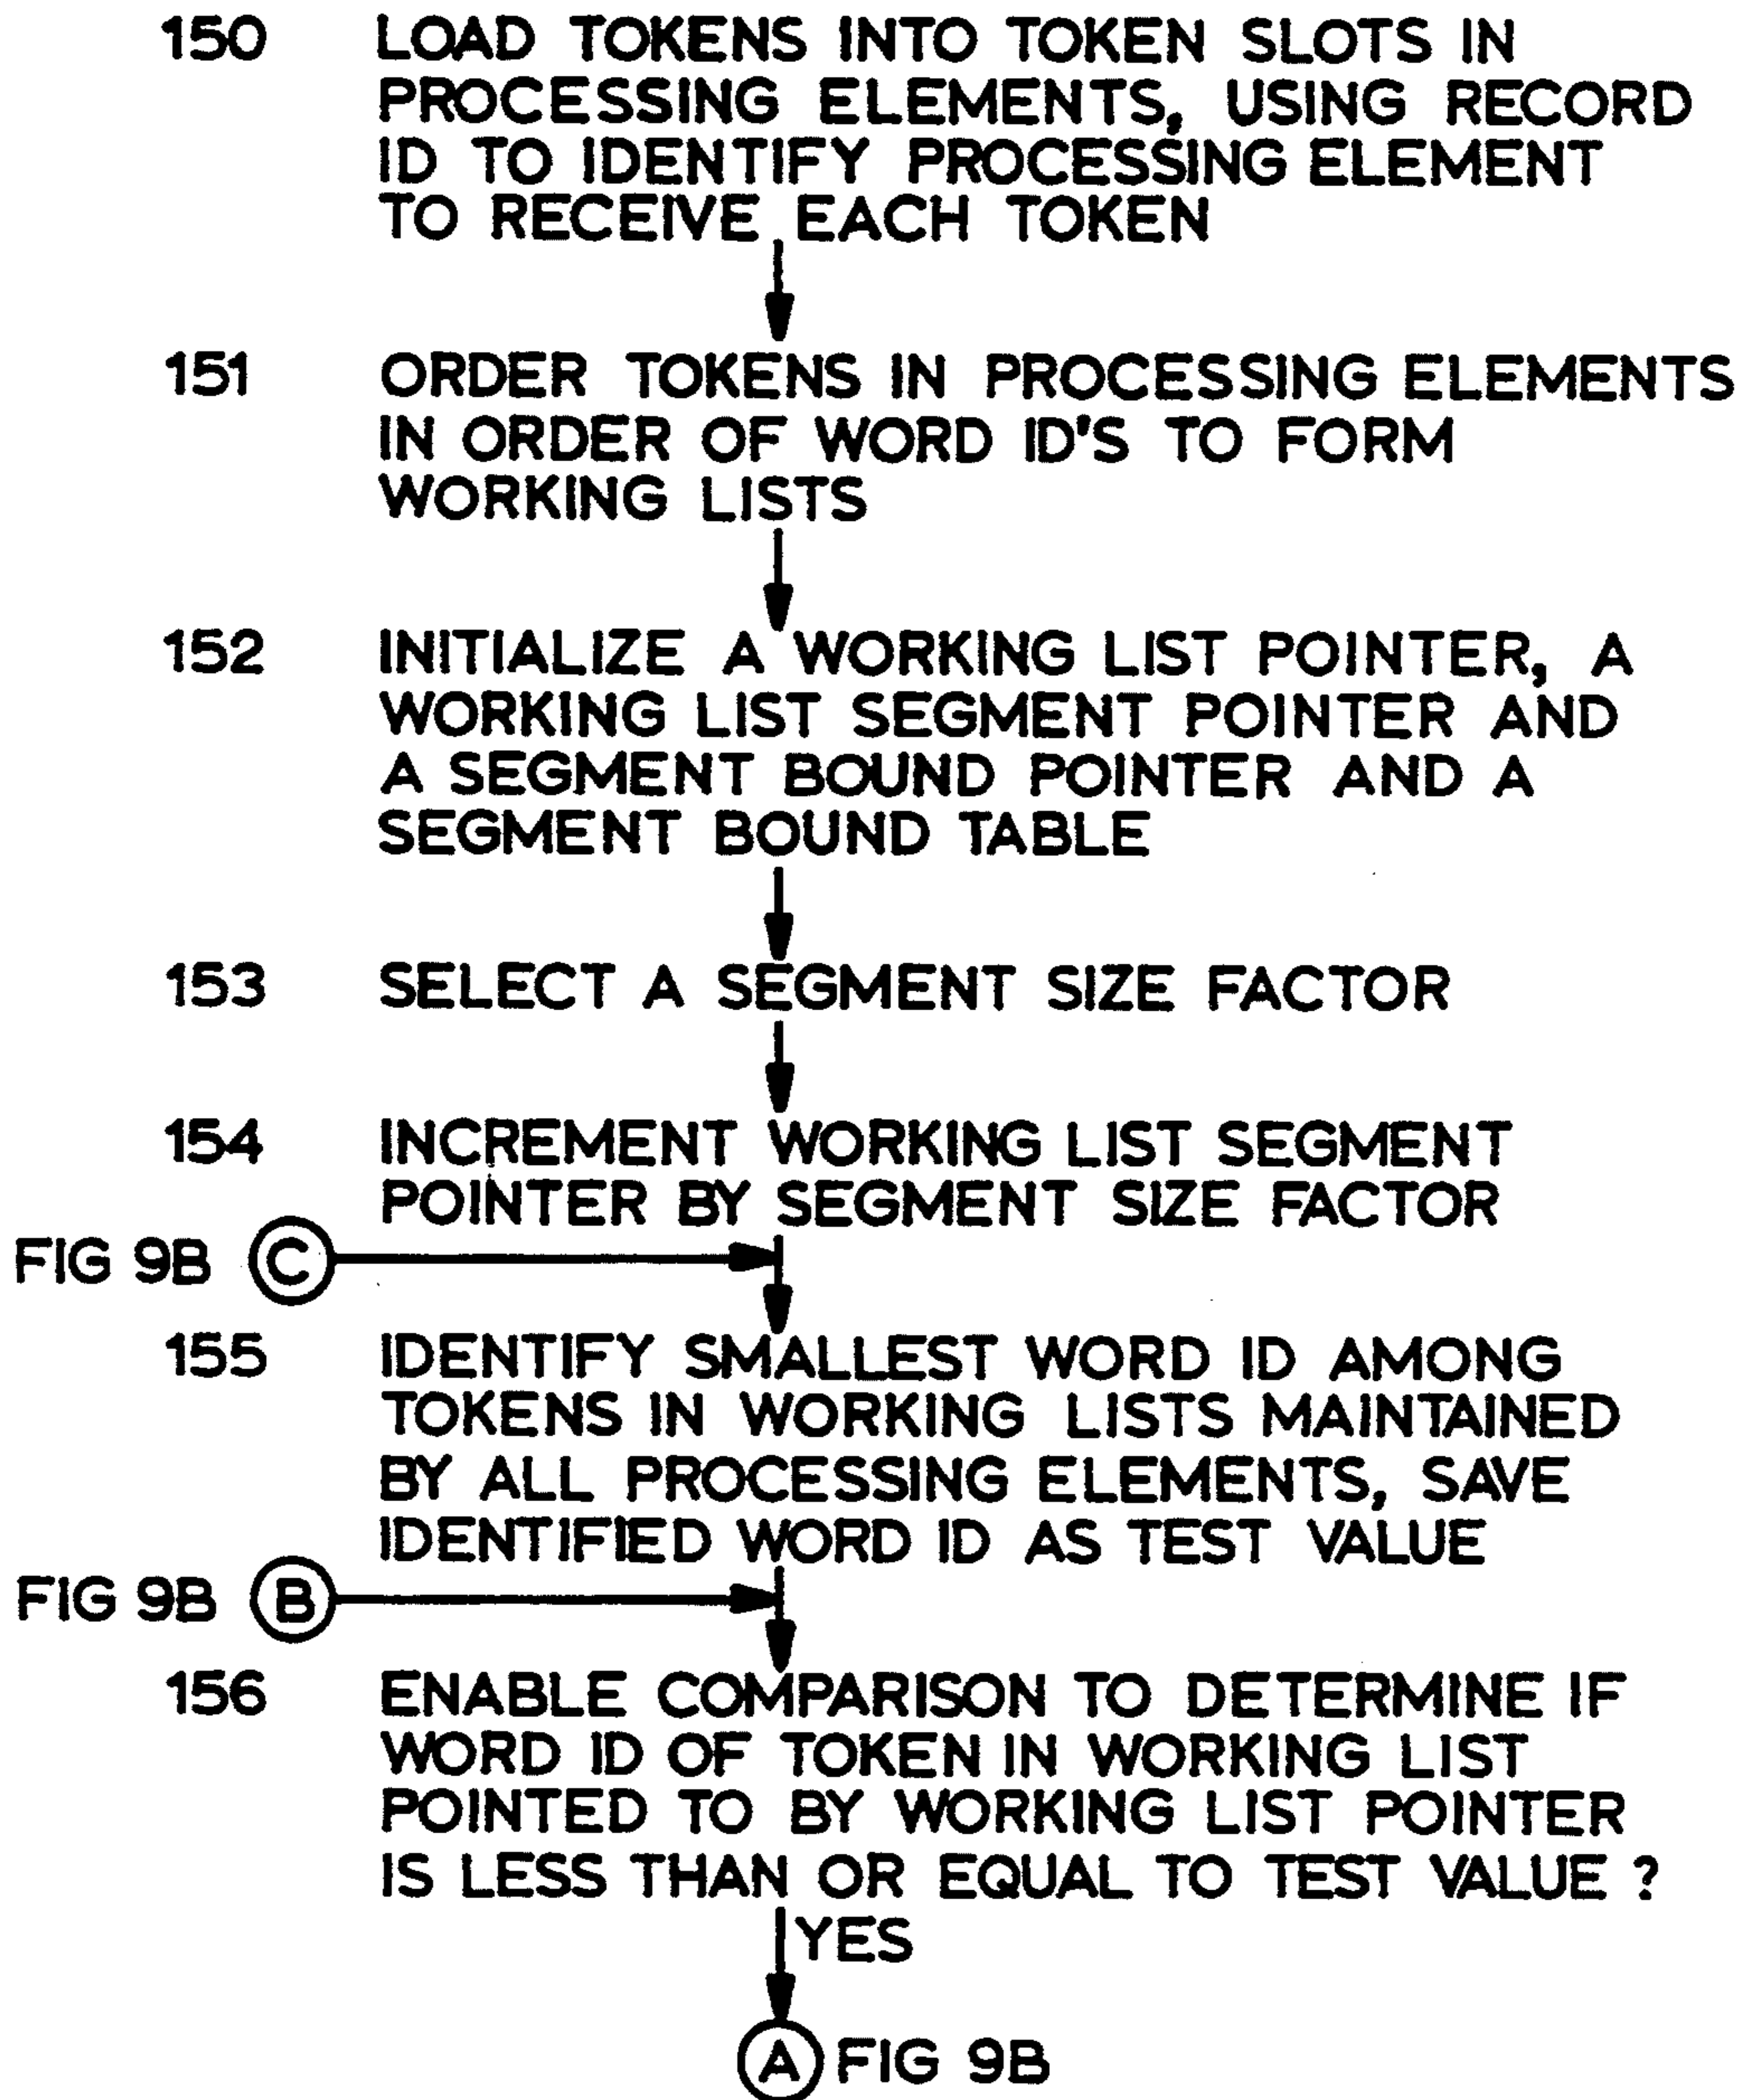 150 LOAD TOKENS INTO TOKEN SLOTS IN
PROCESSING ELEMENTS, USING RECORD
ID TO IDENTIFY PROCESSING ELEMENT
TO RECEIVE EACH TOKEN
151 ORDER TOKENS IN PROCESSING ELEMENTS
IN ORDER OF WORD ID'S TO FORM
WORKING LISTS
152 INITIALIZE A WORKING LIST POINTER, A
WORKING LIST SEGMENT POINTER AND
A SEGMENT BOUND POINTER AND A
SEGMENT BOUND TABLE
153 SELECT A SEGMENT SIZE FACTOR
154 INCREMENT WORKING LIST SEGMENT
POINTER BY SEGMENT SIZE FACTOR
FIG 9B C
155 IDENTIFY SMALLEST WORD ID AMONG
TOKENS IN WORKING LISTS MAINTAINED
BY ALL PROCESSING ELEMENTS, SAVE
IDENTIFIED WORD ID AS TEST VALUE
FIG 9B B
156 ENABLE COMPARISON TO DETERMINE IF
WORD ID OF TOKEN IN WORKING LIST
POINTED TO BY WORKING LIST POINTER
IS LESS THAN OR EQUAL TO TEST VALUE ?
YES
A FIG 9B